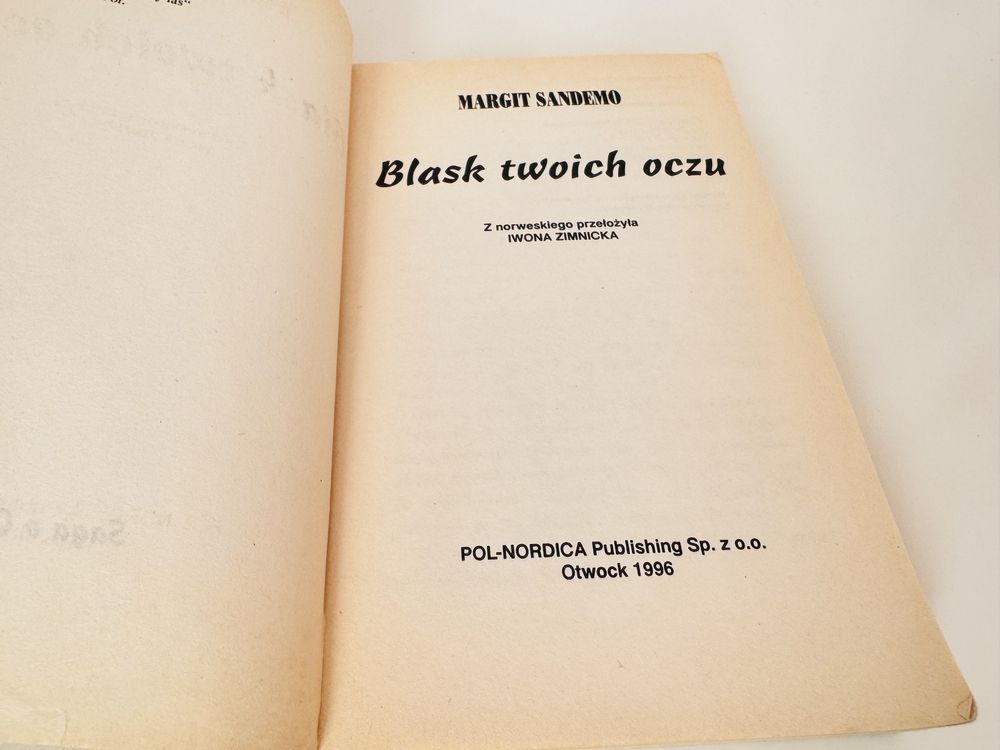 MARGIT SANDEMO
Blask twoich oczu
Z norweskiego przełożyła
IWONA ZIMNICKA
POL-NORDICA Publishing Sp. z o.o.
Otwock 1996